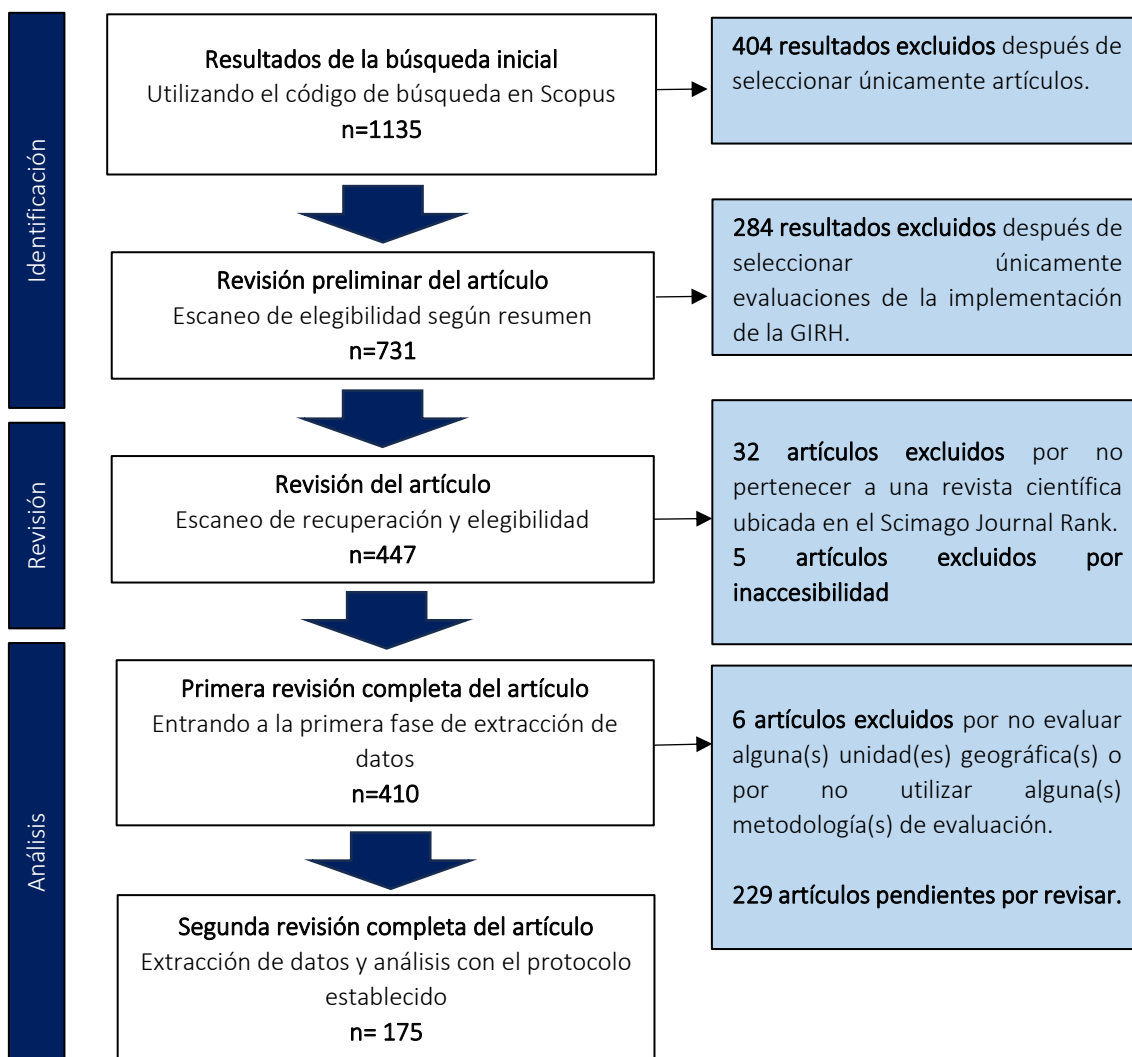 Identificación
Resultados de la búsqueda inicial
Utilizando el código de búsqueda en Scopus
n=1135
404 resultados excluidos después de
seleccionar únicamente artículos.
Revisión preliminar del artículo
Escaneo de elegibilidad según resumen
n=731
284 resultados excluidos después de
seleccionar únicamente
evaluaciones de la implementación
de la GIRH.
Revisión
Revisión del artículo
Escaneo de recuperación y elegibilidad
n=447
32 artículos excluidos por no
pertenecer a una revista científica
ubicada en el Scimago Journal Rank.
5 artículos excluidos por
inaccesibilidad
Análisis
Primera revisión completa del artículo
Entrando a la primera fase de extracción de
datos
n=410
6 artículos excluidos por no evaluar
alguna(s) unidad(es) geográfica(s) o
por no utilizar alguna(s)
metodología(s) de evaluación.
229 artículos pendientes por revisar.
Segunda revisión completa del artículo
Extracción de datos y análisis con el protocolo
establecido
n= 175